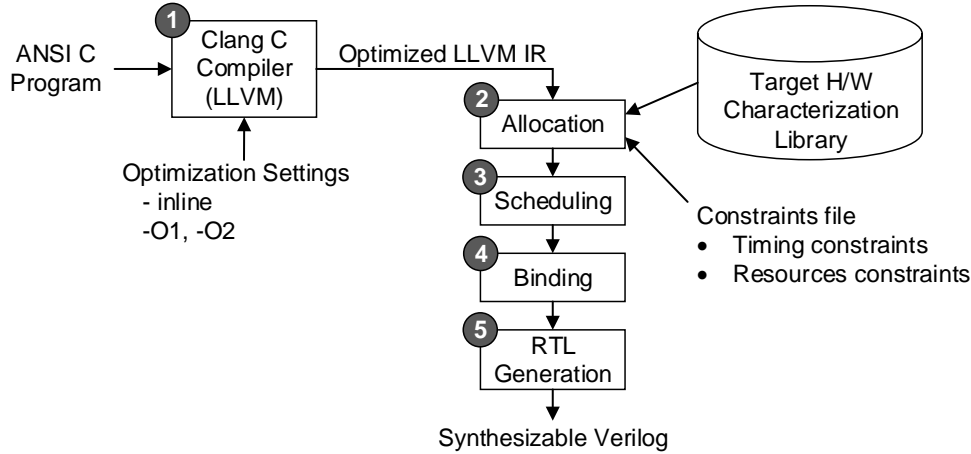 1
ANSI C
Program
Clang C
Compiler
(LLVM)
Optimized LLVM IR
Optimization Settings
- inline
-O1, -O2
2
Allocation
Target H/W
Characterization
Library
3
Scheduling
Constraints file
• Timing constraints
• Resources constraints
4
Binding
5
RTL
Generation
Synthesizable Verilog